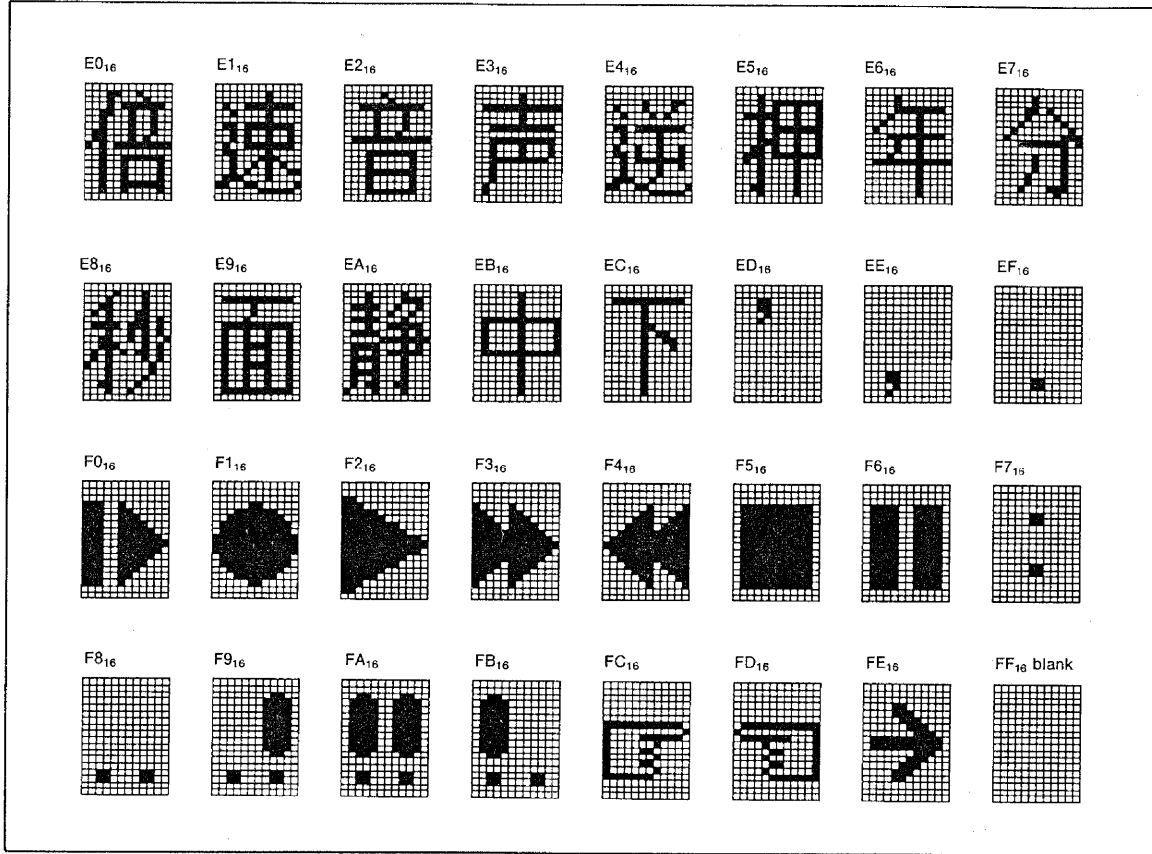 E0₁₆ E1₁₆ E2₁₆ E3₁₆ E4₁₆ E5₁₆ E6₁₆ E7₁₆
倍 速 音 声 逆 押 年 分
E8₁₆ E9₁₆ EA₁₆ EB₁₆ EC₁₆ ED₁₆ EE₁₆ EF₁₆
秒 面 静 中 下 ’ , .
F0₁₆ F1₁₆ F2₁₆ F3₁₆ F4₁₆ F5₁₆ F6₁₆ F7₁₆
:
F8₁₆ F9₁₆ FA₁₆ FB₁₆ FC₁₆ FD₁₆ FE₁₆ FF₁₆ blank